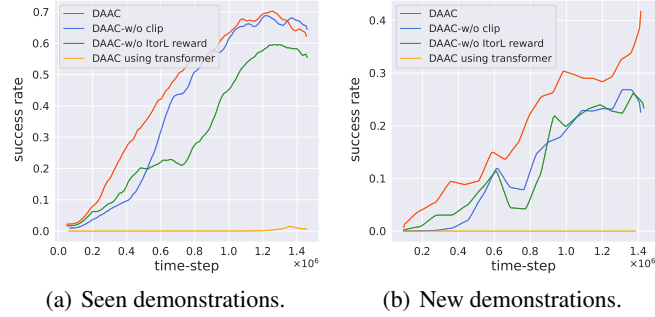 DAAC
DAAC-w/o clip
DAAC-w/o ItorL reward
DAAC using transformer
success rate
0.7
0.6
0.5
0.4
0.3
0.2
0.1
0.0
0.0 0.2 0.4 0.6 0.8 1.0 1.2 1.4
×10⁶
time-step
(a) Seen demonstrations.
DAAC
DAAC-w/o clip
DAAC-w/o ItorL reward
DAAC using transformer
success rate
0.4
0.3
0.2
0.1
0.0
0.2 0.4 0.6 0.8 1.0 1.2 1.4
×10⁶
time-step
(b) New demonstrations.